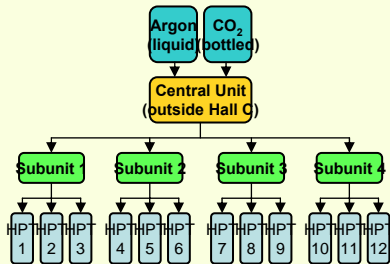 Argon
(liquid)
CO₂
(bottled)
Central Unit
(outside Hall C)
Subunit 1
Subunit 2
Subunit 3
Subunit 4
HPT
1
HPT
2
HPT
3
HPT
4
HPT
5
HPT
6
HPT
7
HPT
8
HPT
9
HPT
10
HPT
11
HPT
12